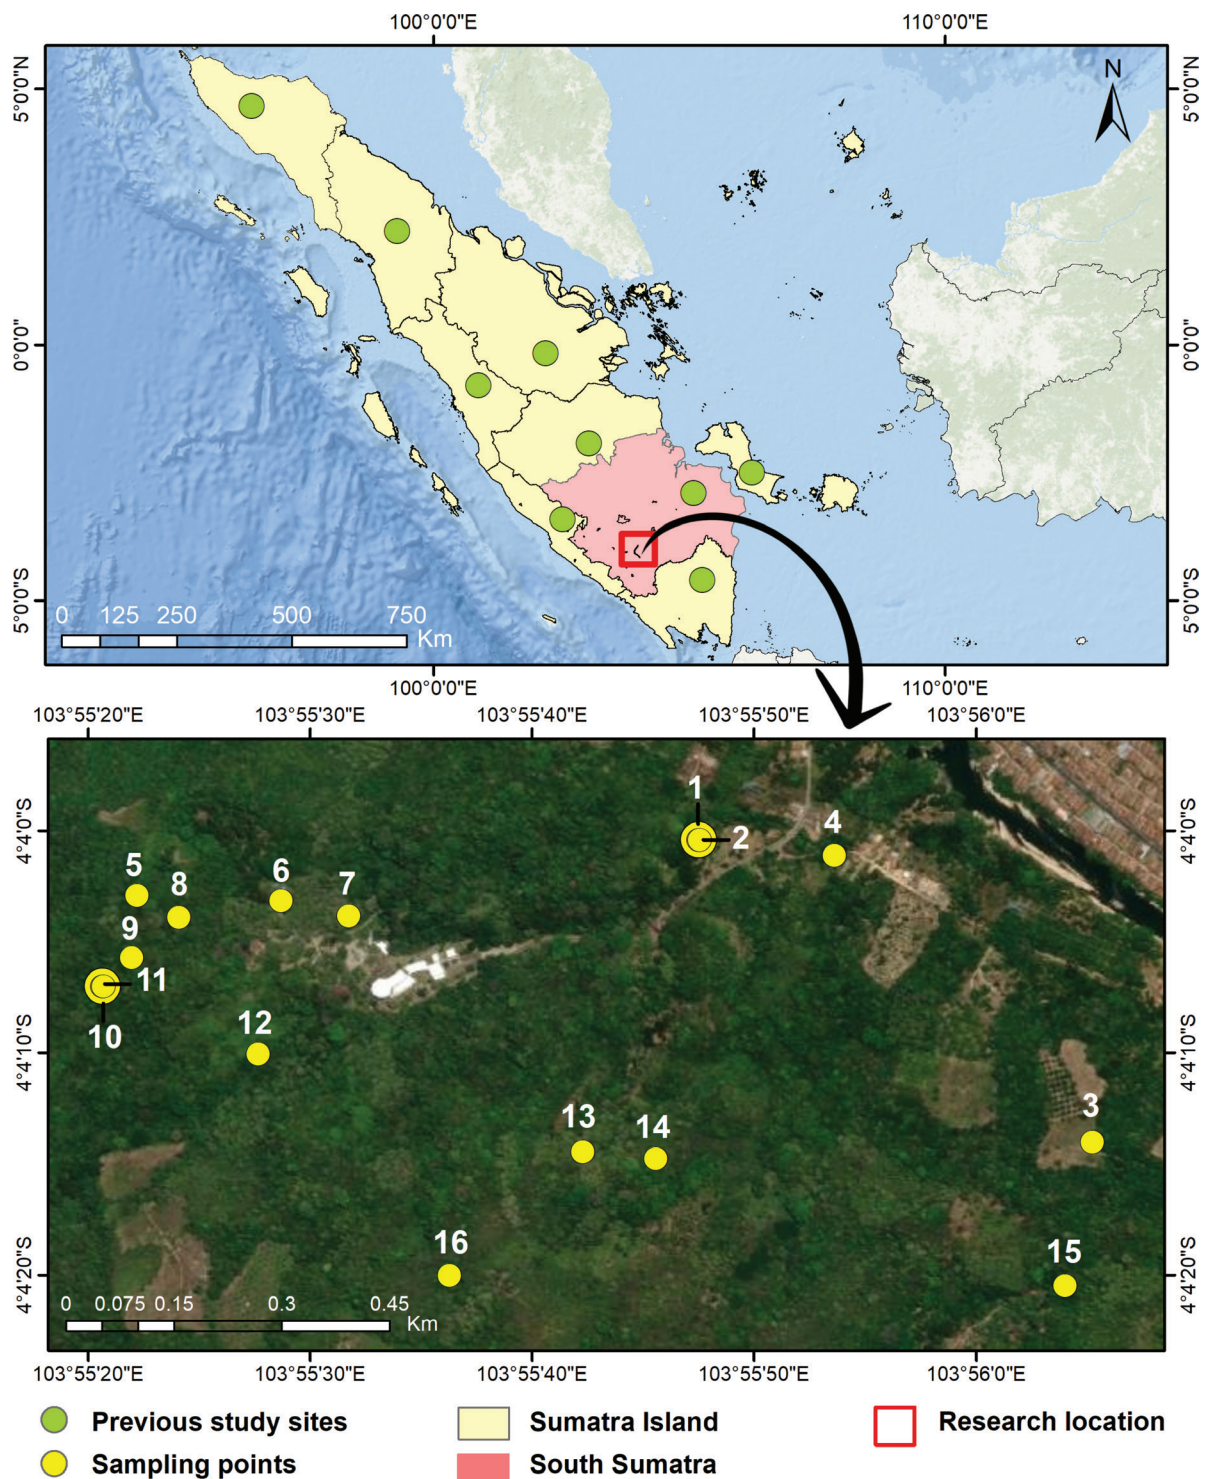 100°0'0"E 110°0'0"E
N
5°0'0"N 5°0'0"N
0°0'0" 0°0'0"
5°0'0"S 5°0'0"S
0 125 250 500 750
Km
100°0'0"E 110°0'0"E
103°55'20"E 103°55'30"E 103°55'40"E 103°55'50"E 103°56'0"E
1
4°4'0"S 2 4 4°4'0"S
5 8 6 7
9
11
10
12
4°4'10"S 4°4'10"S
13 14 3
16 15
4°4'20"S 4°4'20"S
0 0.075 0.15 0.3 0.45
Km
103°55'20"E 103°55'30"E 103°55'40"E 103°55'50"E 103°56'0"E
Previous study sites Sumatra Island Research location
Sampling points South Sumatra